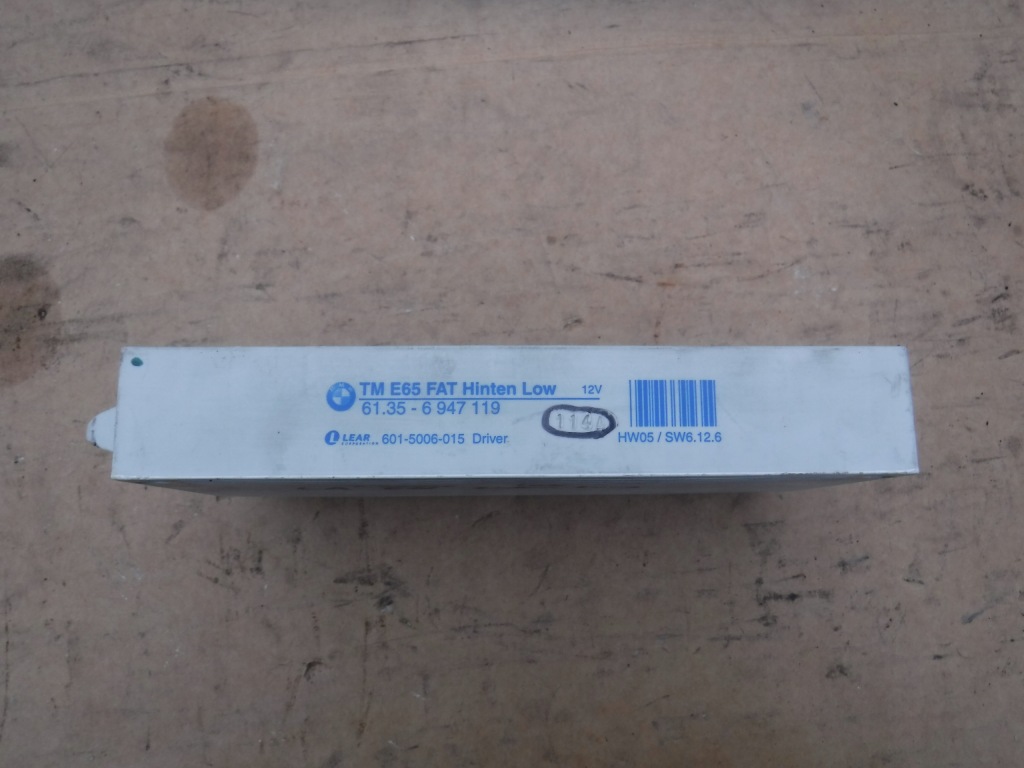 TM E65 FAT Hinten Low 12V
61.35 - 6 947 119
LEAR 601-5006-015 Driver
HW05 / SW6.12.6